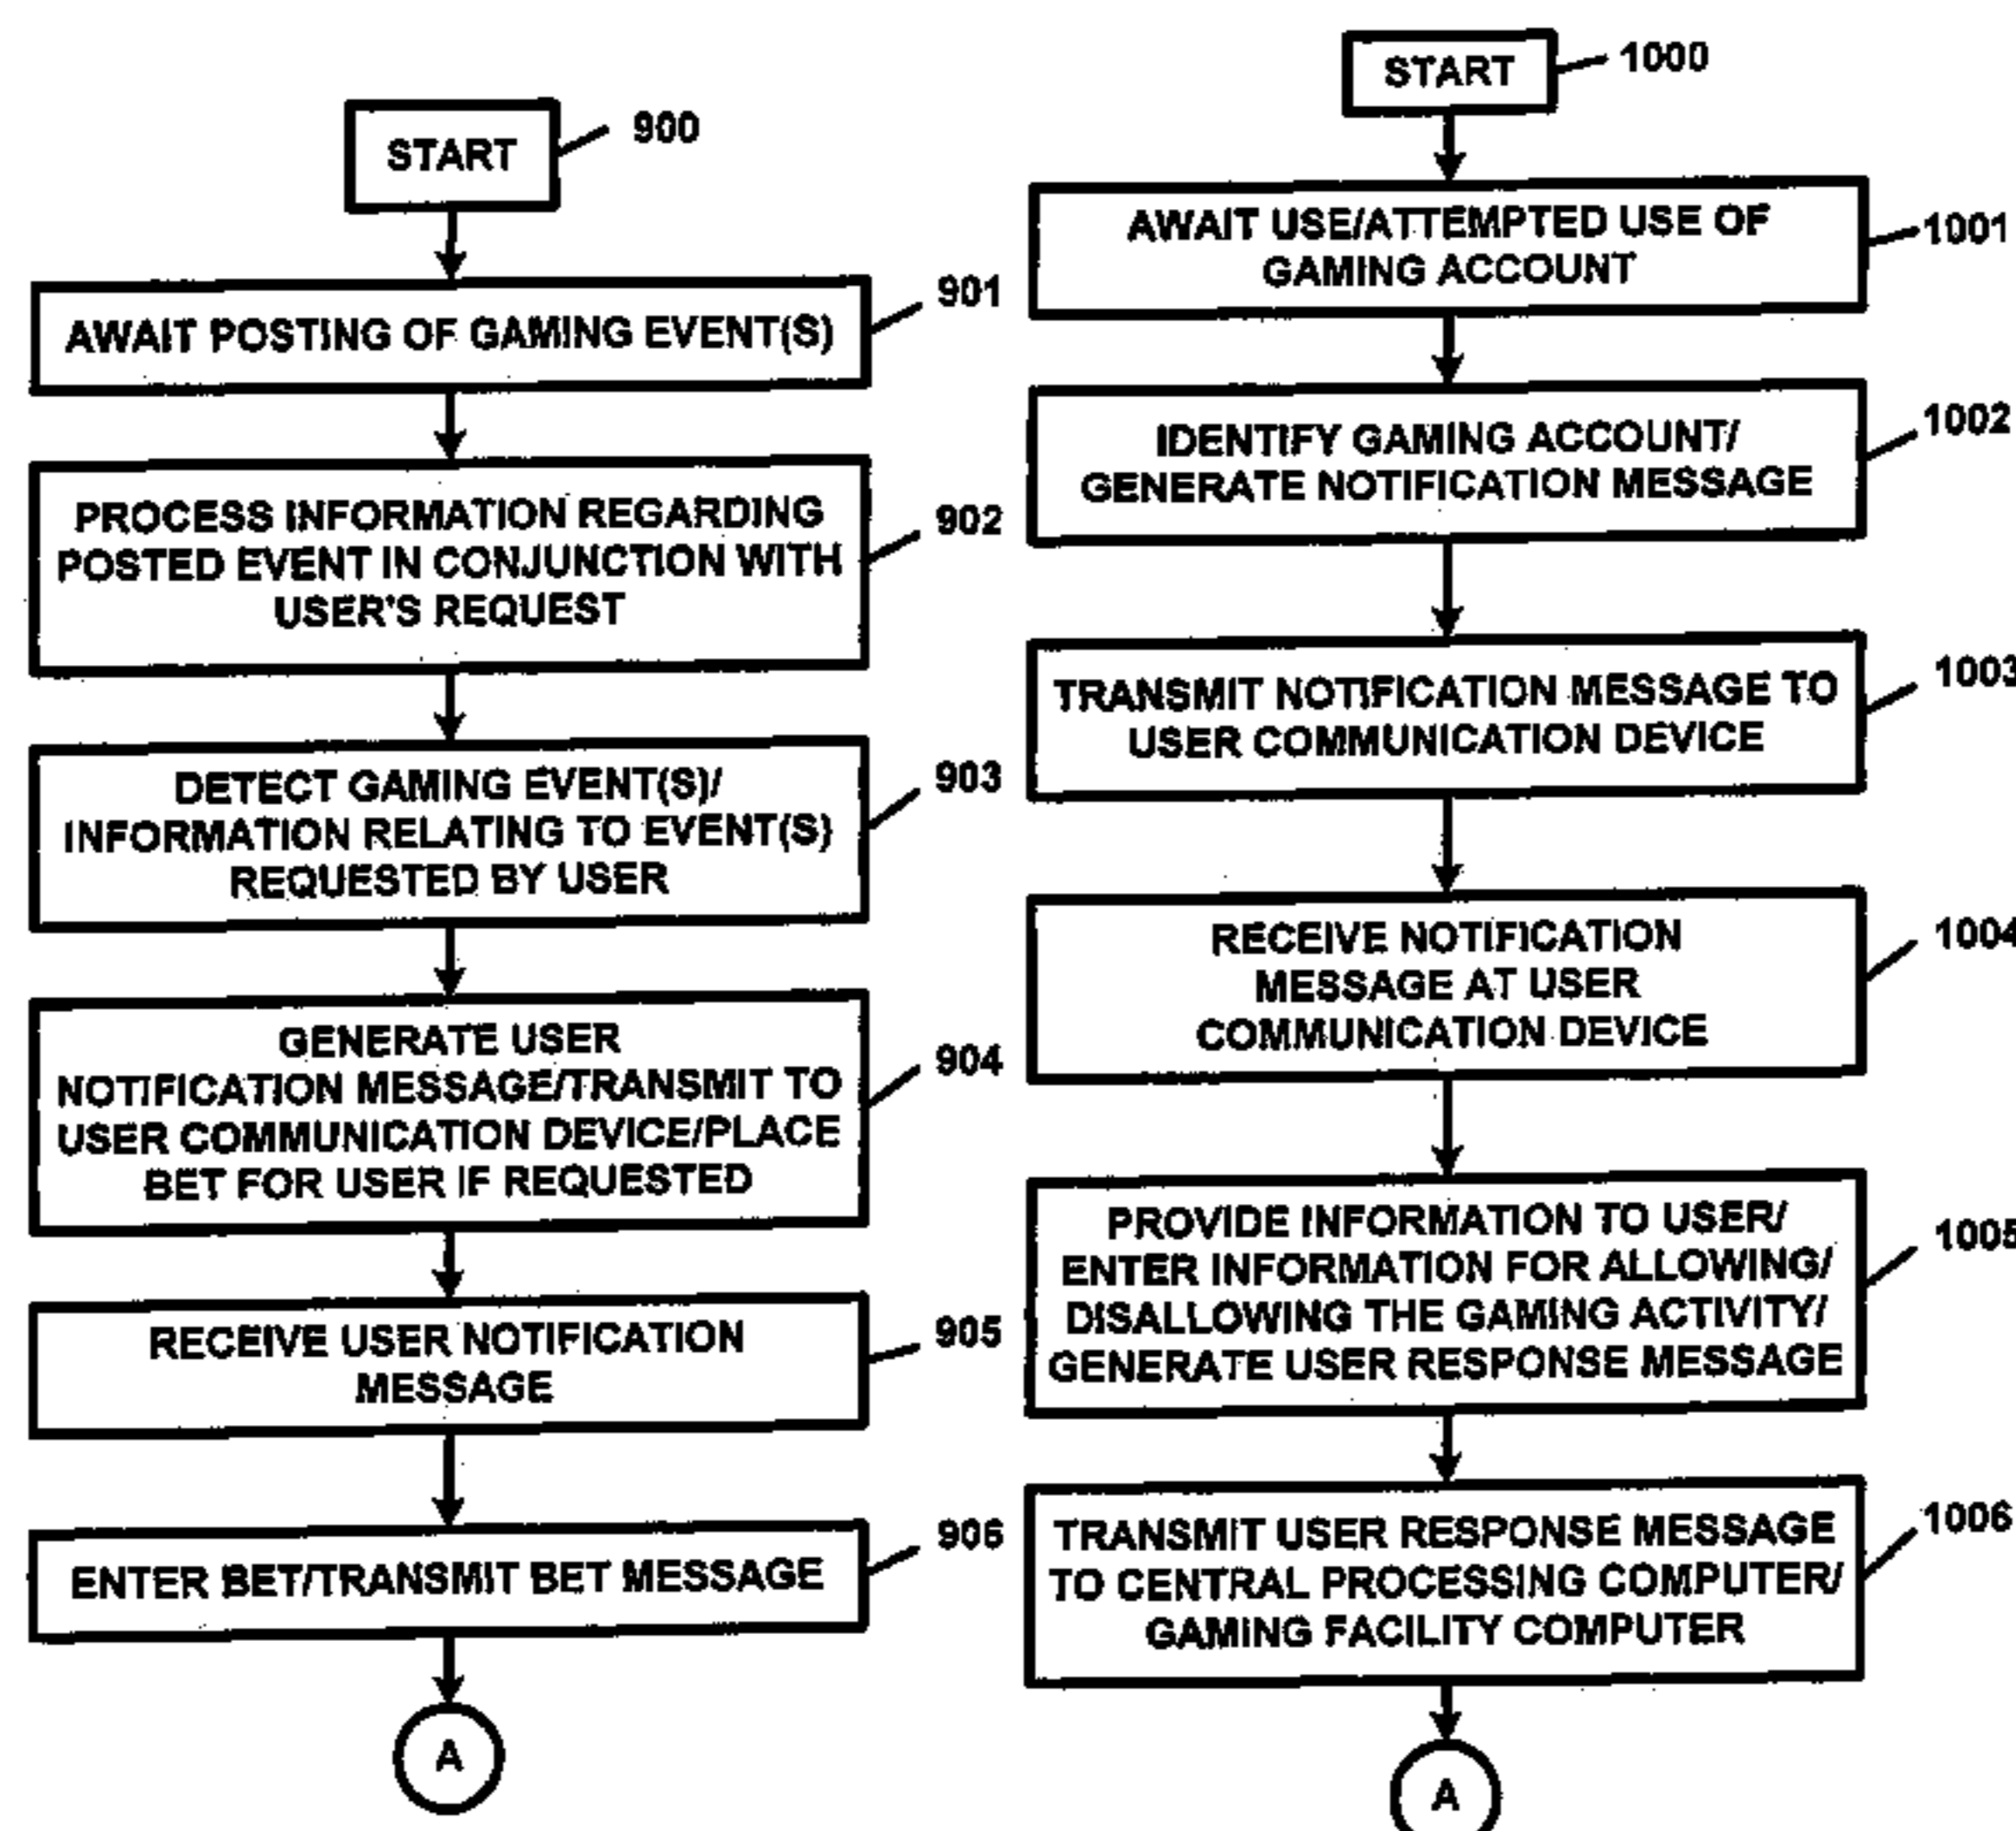 START
900
AWAIT POSTING OF GAMING EVENT(S)
901
PROCESS INFORMATION REGARDING
POSTED EVENT IN CONJUNCTION WITH
USER'S REQUEST
902
DETECT GAMING EVENT(S)/
INFORMATION RELATING TO EVENT(S)
REQUESTED BY USER
903
GENERATE USER
NOTIFICATION MESSAGE/TRANSMIT TO
USER COMMUNICATION DEVICE/PLACE
BET FOR USER IF REQUESTED
904
RECEIVE USER NOTIFICATION
MESSAGE
905
ENTER BET/TRANSMIT BET MESSAGE
906
A
START
1000
AWAIT USE/ATTEMPTED USE OF
GAMING ACCOUNT
1001
IDENTIFY GAMING ACCOUNT/
GENERATE NOTIFICATION MESSAGE
1002
TRANSMIT NOTIFICATION MESSAGE TO
USER COMMUNICATION DEVICE
1003
RECEIVE NOTIFICATION
MESSAGE AT USER
COMMUNICATION DEVICE
1004
PROVIDE INFORMATION TO USER/
ENTER INFORMATION FOR ALLOWING/
DISALLOWING THE GAMING ACTIVITY/
GENERATE USER RESPONSE MESSAGE
1005
TRANSMIT USER RESPONSE MESSAGE
TO CENTRAL PROCESSING COMPUTER/
GAMING FACILITY COMPUTER
1006
A